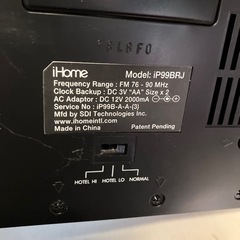 iHome Model: iP99BRJ
Frequency Range: FM 76 - 90 MHz
Clock Backup: DC 3V "AA" Size x 2
AC Adaptor: DC 12V 2000mA
Service No: iP99B-A-A-(3)
Mfd by SDI Technologies Inc.
www.ihomeintl.com Patent Pending
Made in China
HOTEL HI HOTEL LO NORMAL